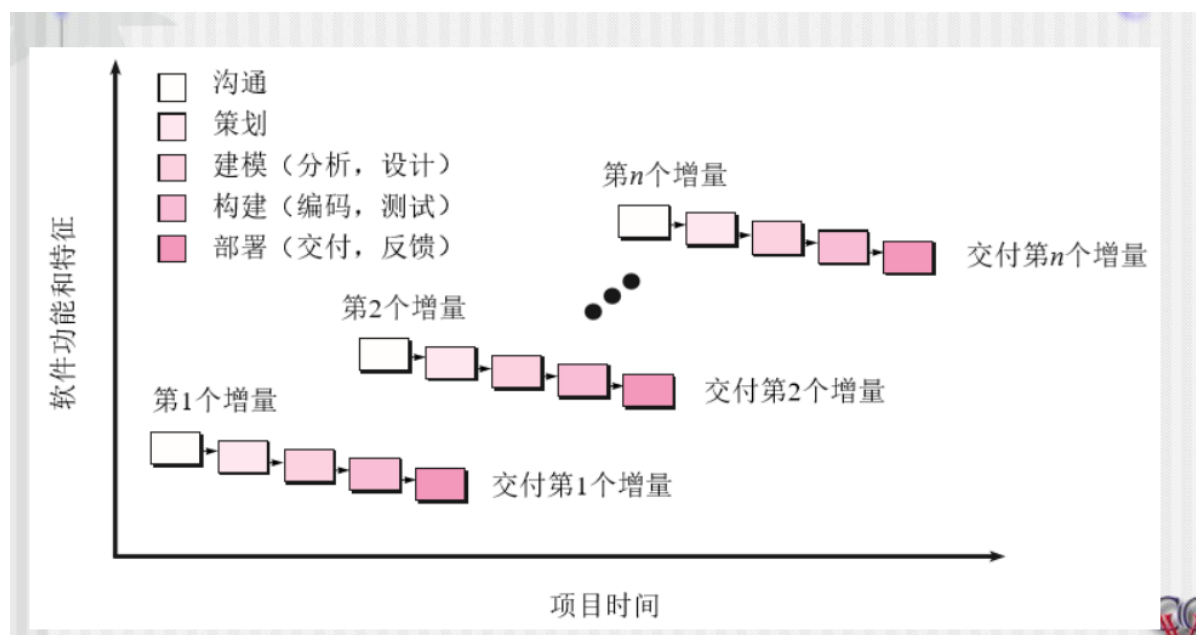 沟通
策划
建模（分析，设计）
构建（编码，测试）
部署（交付，反馈）
软件功能和特征
第n个增量
交付第n个增量
第2个增量
交付第2个增量
第1个增量
交付第1个增量
项目时间